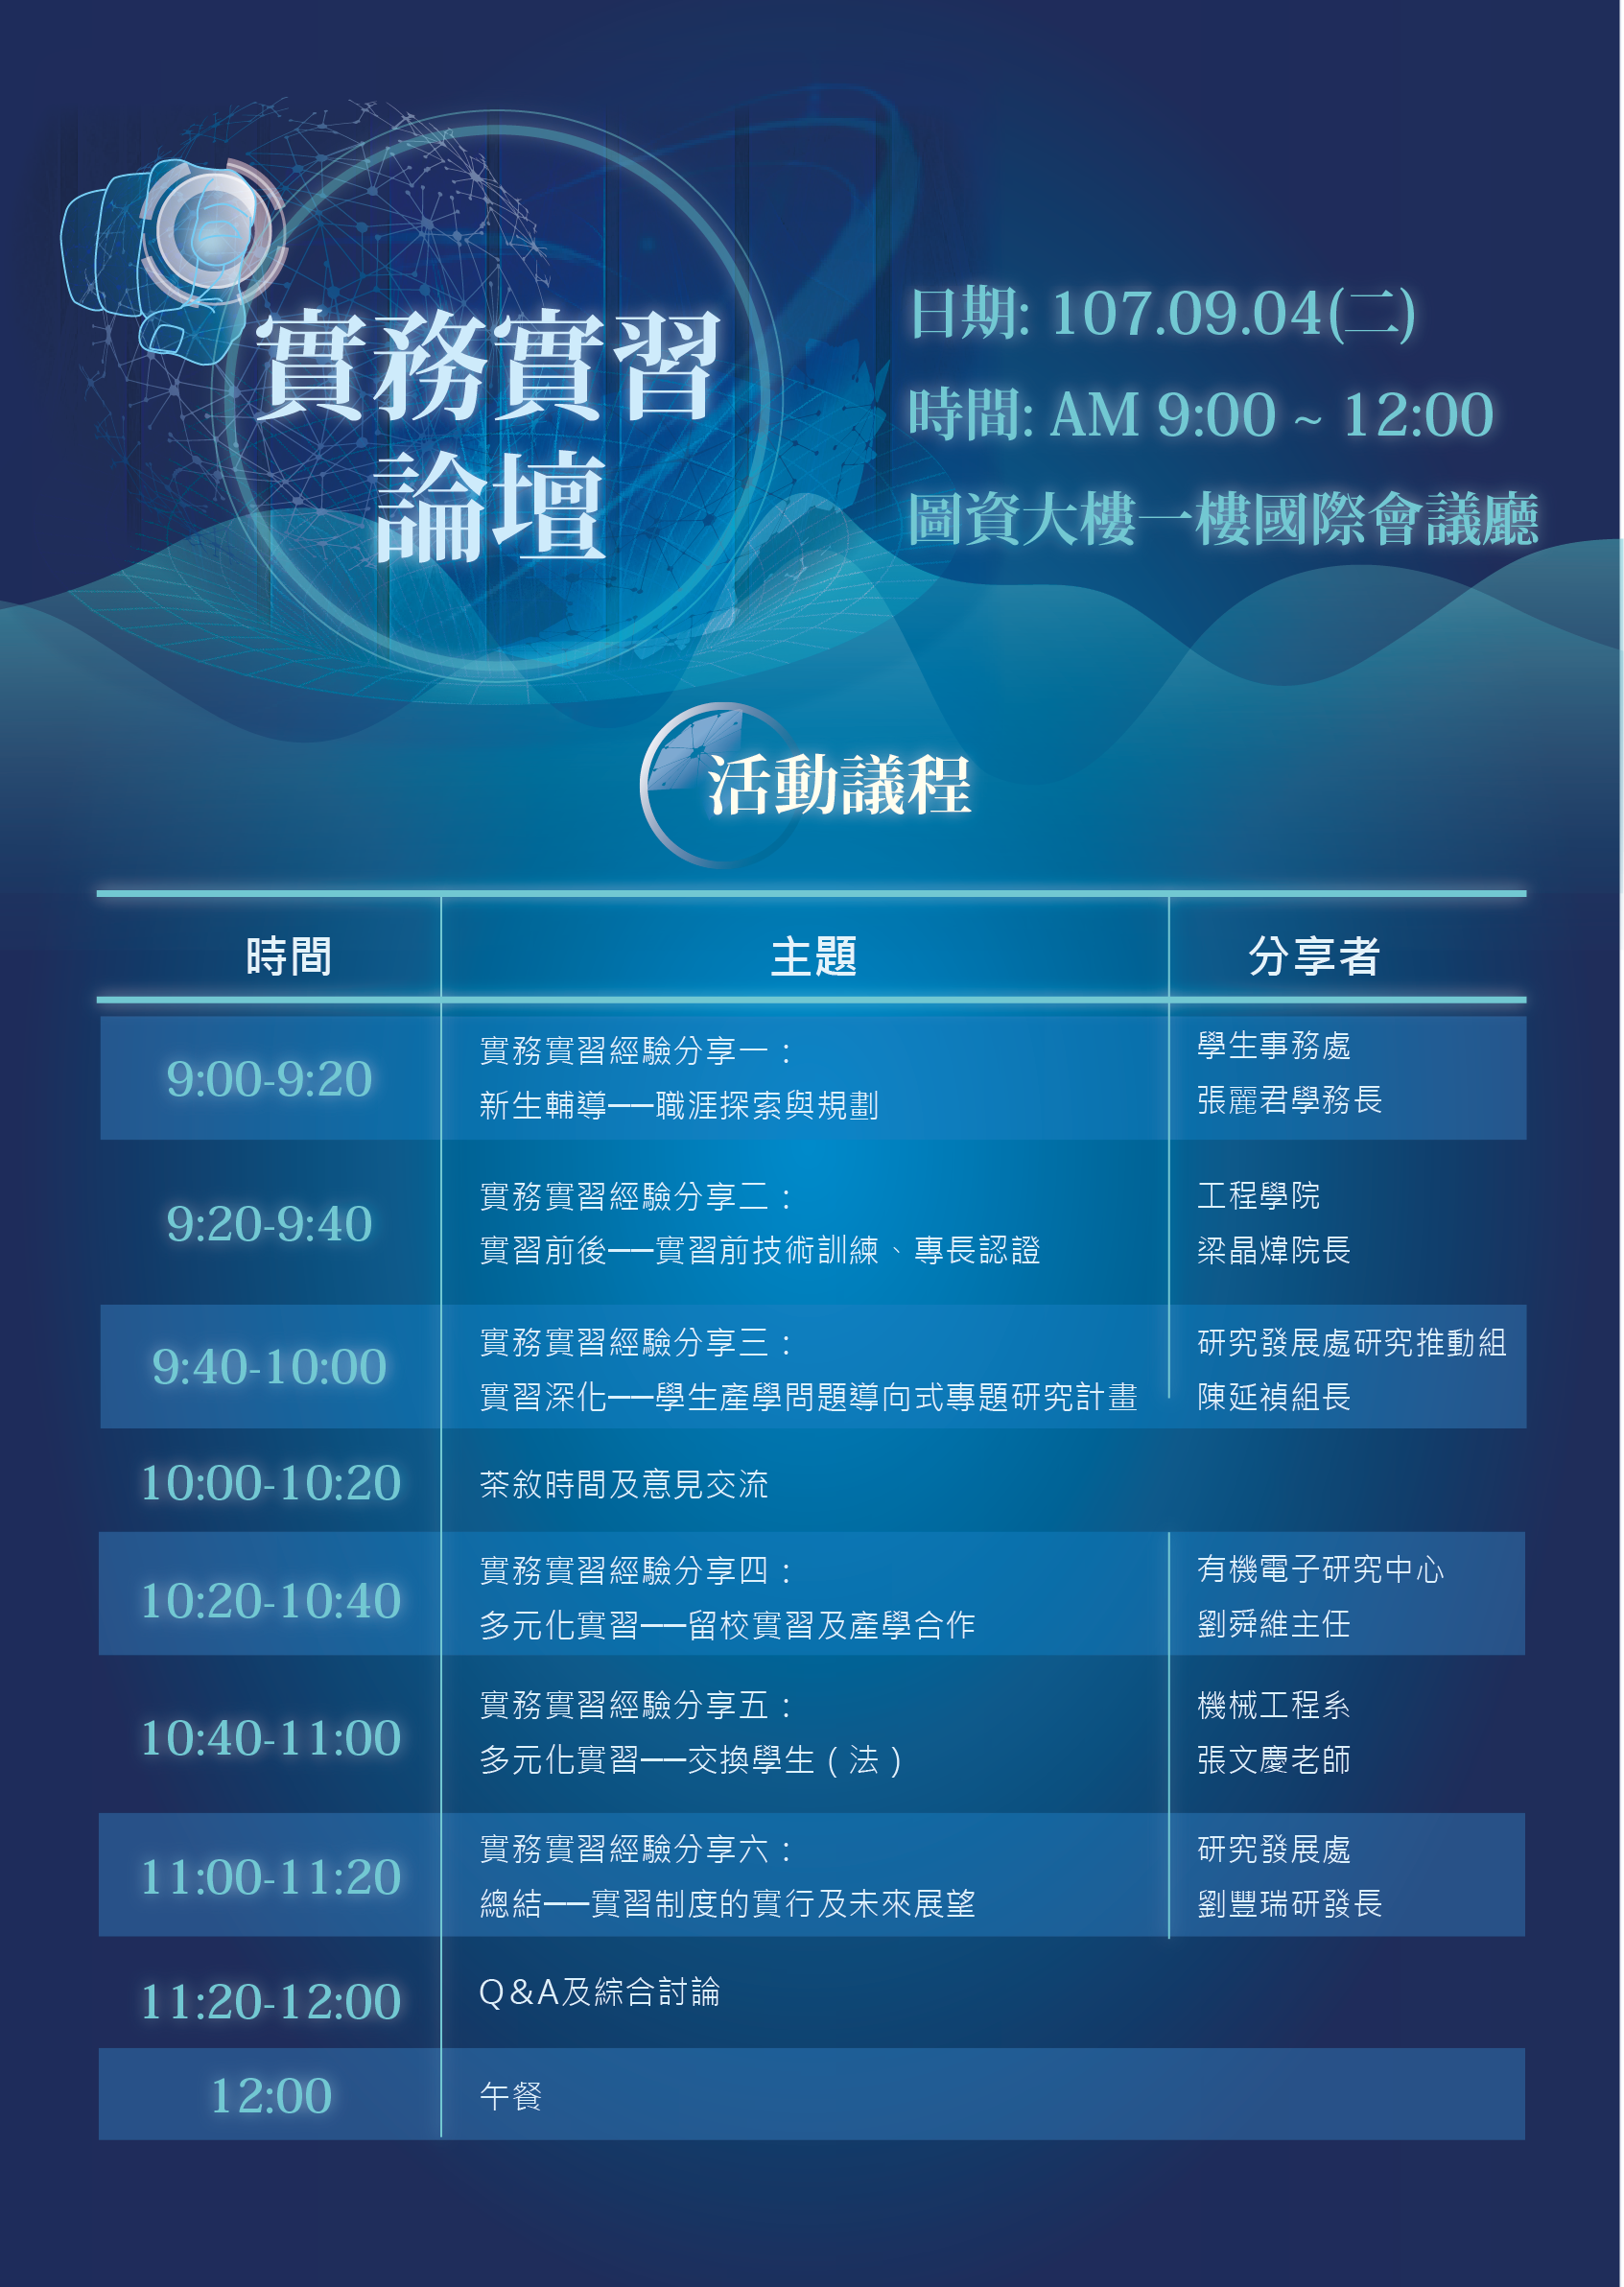 實務實習
論壇
日期: 107.09.04(二)
時間: AM 9:00 ~ 12:00
圖資大樓一樓國際會議廳
活動議程
時間 主題 分享者
9:00-9:20
實務實習經驗分享一：
新生輔導──職涯探索與規劃
學生事務處
張麗君學務長
9:20-9:40
實務實習經驗分享二：
實習前後──實習前技術訓練、專長認證
工程學院
梁晶煒院長
9:40-10:00
實務實習經驗分享三：
實習深化──學生產學問題導向式專題研究計畫
研究發展處研究推動組
陳延禎組長
10:00-10:20
茶敘時間及意見交流
10:20-10:40
實務實習經驗分享四：
多元化實習──留校實習及產學合作
有機電子研究中心
劉舜維主任
10:40-11:00
實務實習經驗分享五：
多元化實習──交換學生（法）
機械工程系
張文慶老師
11:00-11:20
實務實習經驗分享六：
總結──實習制度的實行及未來展望
研究發展處
劉豐瑞研發長
11:20-12:00
Q&A及綜合討論
12:00
午餐